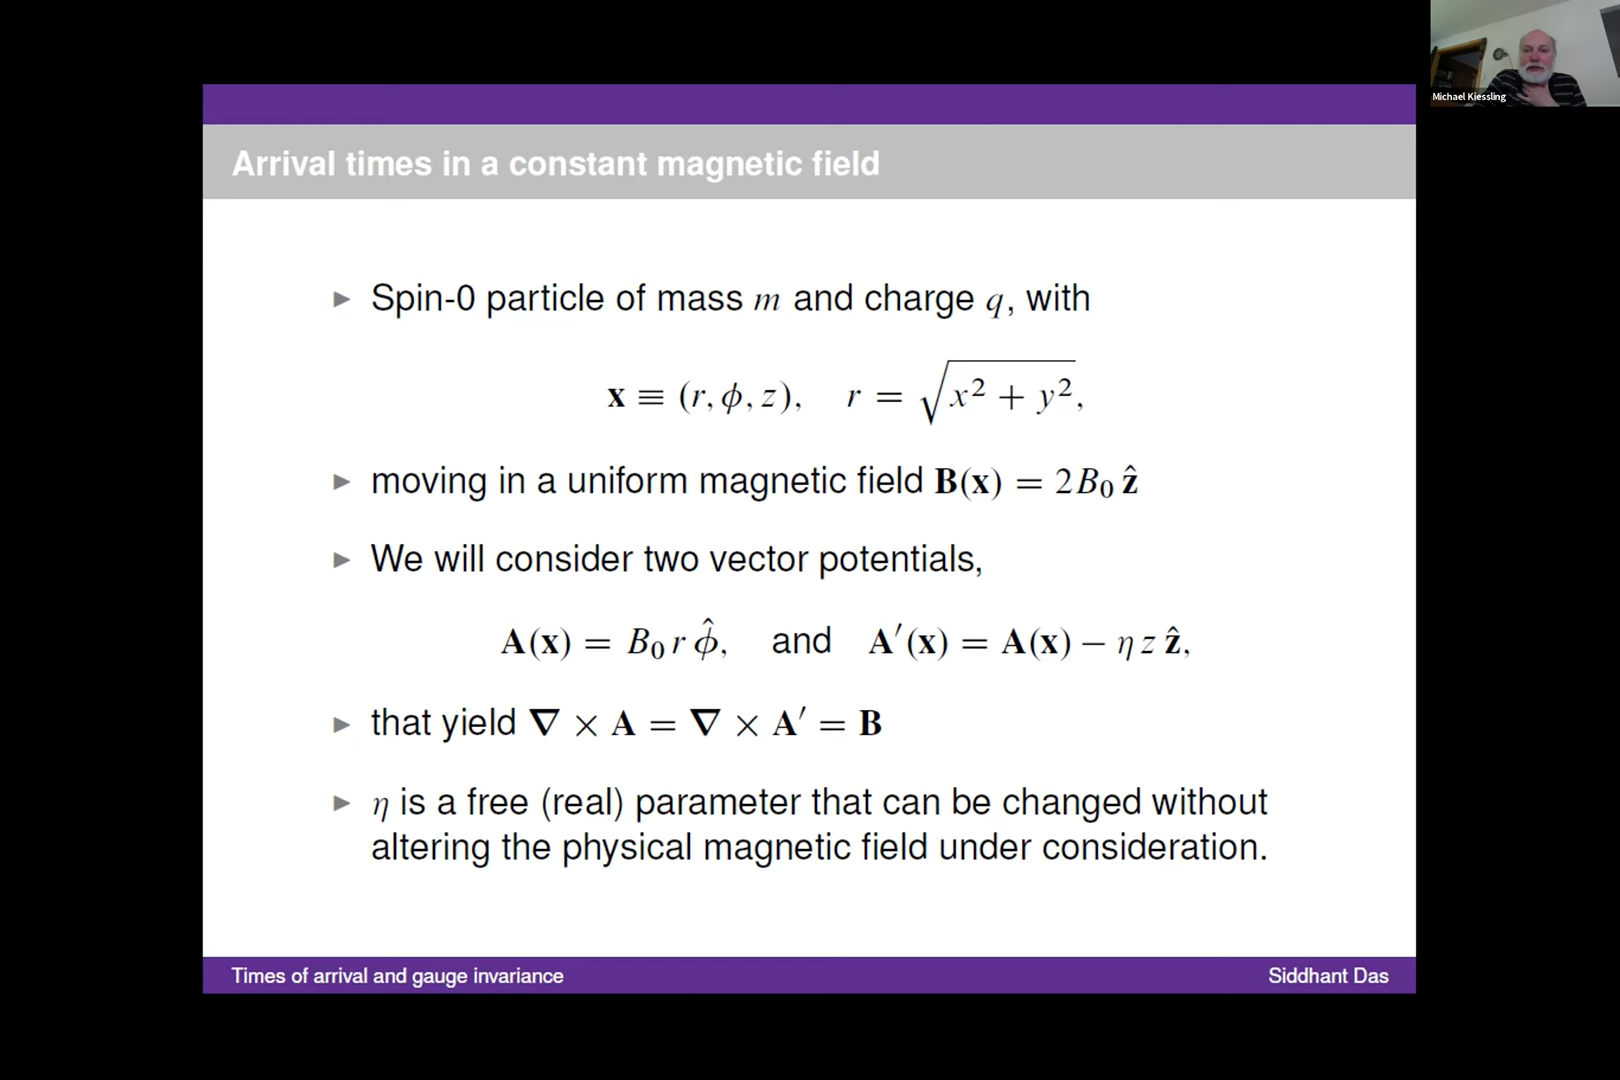 Michael Kiessling
Arrival times in a constant magnetic field
▶ Spin-0 particle of mass m and charge q, with
x ≡ (r, ϕ, z), r = √(x² + y²),
▶ moving in a uniform magnetic field B(x) = 2B₀ ẑ
▶ We will consider two vector potentials,
A(x) = B₀ r ϕ̂, and A′(x) = A(x) − η z ẑ,
▶ that yield ∇ × A = ∇ × A′ = B
▶ η is a free (real) parameter that can be changed without
altering the physical magnetic field under consideration.
Times of arrival and gauge invariance
Siddhant Das